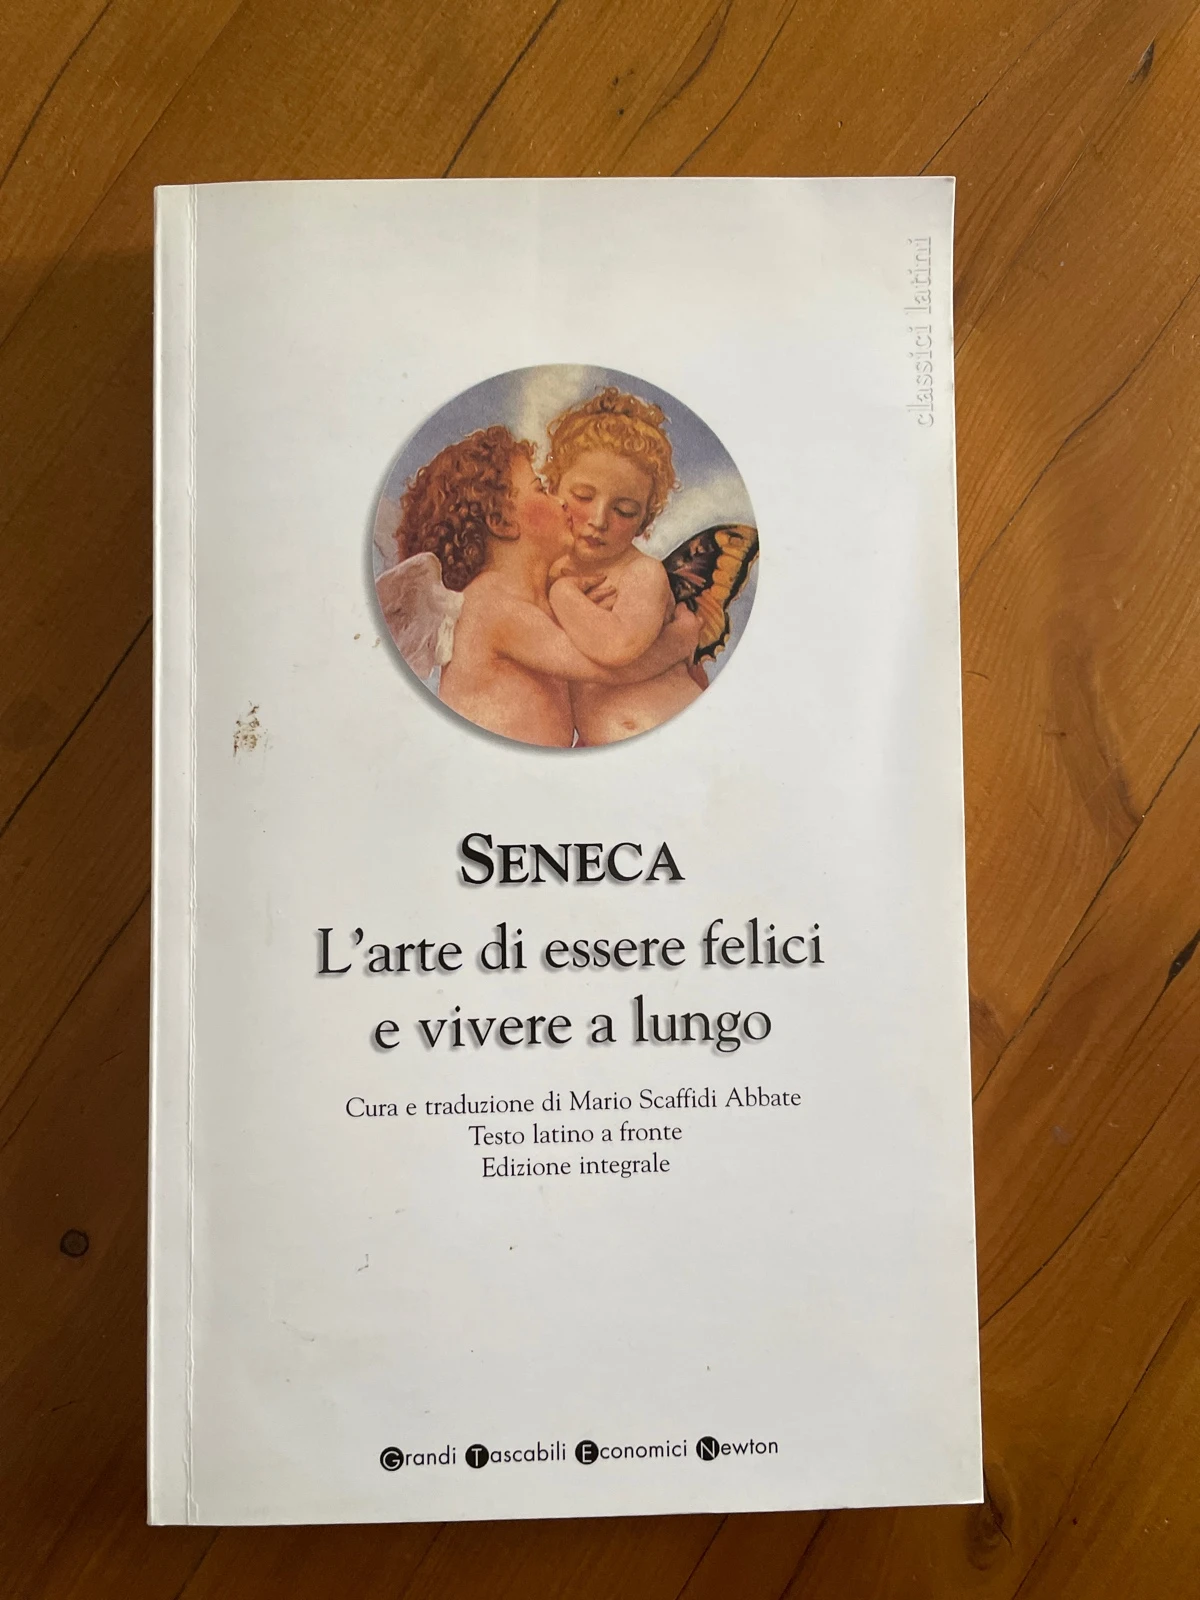 classici latini
SENECA
L'arte di essere felici
e vivere a lungo
Cura e traduzione di Mario Scaffidi Abbate
Testo latino a fronte
Edizione integrale
Grandi Tascabili Economici Newton